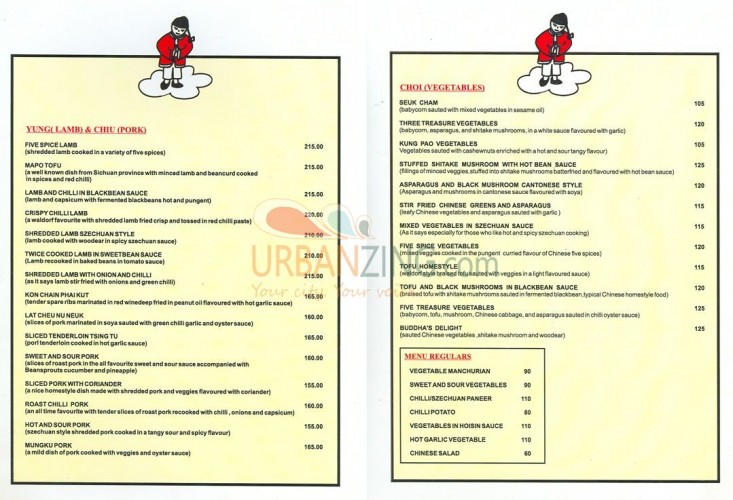 YUNG( LAMB) & CHIU (PORK)
FIVE SPICE LAMB 215.00
(shredded lamb cooked in a variety of five spices)
MAPO TOFU 215.00
(a well known dish from Sichuan province with minced lamb and beancurd cooked
in spices and red chilli)
LAMB AND CHILLI IN BLACKBEAN SAUCE 215.00
(lamb and capsicum with fermented blackbeans hot and pungent)
CRISPY CHILLI LAMB 220.00
(a waldorf favourite with shredded lamb fried crisp and tossed in red chilli paste)
SHREDDED LAMB SZECHUAN STYLE 210.00
(lamb cooked with woodear in spicy szechuan sauce)
TWICE COOKED LAMB IN SWEET BEAN SAUCE 210.00
(Lamb recooked in baked beans in tomato sauce)
SHREDDED LAMB WITH ONION AND CHILLI 215.00
(as it says lamb stir fried with onions and green chilli)
KON CHAIN PHAI KUT 165.00
(tender spare ribs marinated in red winedeep fried in peanut oil flavoured with hot garlic sauce)
LAT CHEU NU NEUK 160.00
(slices of pork marinated in soya sauted with green chilli garlic and oyster sauce)
SLICED TENDERLOIN TSING TU 165.00
(pori tenderloin cooked in hot garlic sauce)
SWEET AND SOUR PORK 160.00
(slices of roast pork in the all favourite sweet and sour sauce accompanied with
Beansprouts cucumber and pineapple)
SLICED PORK WITH CORIANDER 155.00
(a nice homestyle dish made with shredded pork and veggies flavoured with coriander)
ROAST CHILLI PORK 160.00
(an all time favourite with tender slices of roast pork recooked with chilli , onions and capsicum)
HOT AND SOUR PORK 155.00
(szechuan style shredded pork cooked in a tangy sour and spicy flavour)
MUNGKU PORK 165.00
(a mild dish of pork cooked with veggies and oyster sauce)
CHOI (VEGETABLES)
SEUK CHAM 105
(babycorn sauted with mixed vegetables in sesame oil)
THREE TREASURE VEGETABLES 120
(babycorn, asparagus, and shitake mushrooms, in a white sauce flavoured with garlic)
KUNG PAO VEGETABLES 105
Vegetables sauted with cashewnuts enriched with a hot and sour tangy flavour)
STUFFED SHITAKE MUSHROOM WITH HOT BEAN SAUCE 125
(fillings of minced veggies,stuffed into shitake mushrooms batterfried and flavoured with hot bean sauce)
ASPARAGUS AND BLACK MUSHROOM CANTONESE STYLE 120
(Asparagus and mushrooms in cantonese sauce flavoured with soya)
STIR FRIED CHINESE GREENS AND ASPARAGUS 115
(leafy Chinese vegetables and asparagus sauted with garlic )
MIXED VEGETABLES IN SZECHUAN SAUCE 115
(As it says especially for those who like hot and spicy szechuan cooking)
FIVE SPICE VEGETABLES 120
(mixed veggies cooked in the pungent curried flavour of Chinese five spices)
TOFU HOMESTYLE 115
(waldorf style braised tofu sauted with veggies in a light flavoured sauce)
TOFU AND BLACK MUSHROOMS IN BLACKBEAN SAUCE 120
(braised tofu with shitake mushrooms sauted in fermented blackbean,typical Chinese homestyle food)
FIVE TREASURE VEGETABLES 125
(babycorn, tofu, mushroom, Chinese cabbage, and asparagus sauted in chilli oyster sauce)
BUDDHA'S DELIGHT 125
(sauted Chinese vegetables ,shitake mushroom and woodear)
MENU REGULARS
VEGETABLE MANCHURIAN 90
SWEET AND SOUR VEGETABLES 90
CHILLI/SZECHUAN PANEER 110
CHILLI POTATO 80
VEGETABLES IN HOISIN SAUCE 110
HOT GARLIC VEGETABLE 110
CHINESE SALAD 60
URBANZING.com
Your city. Your